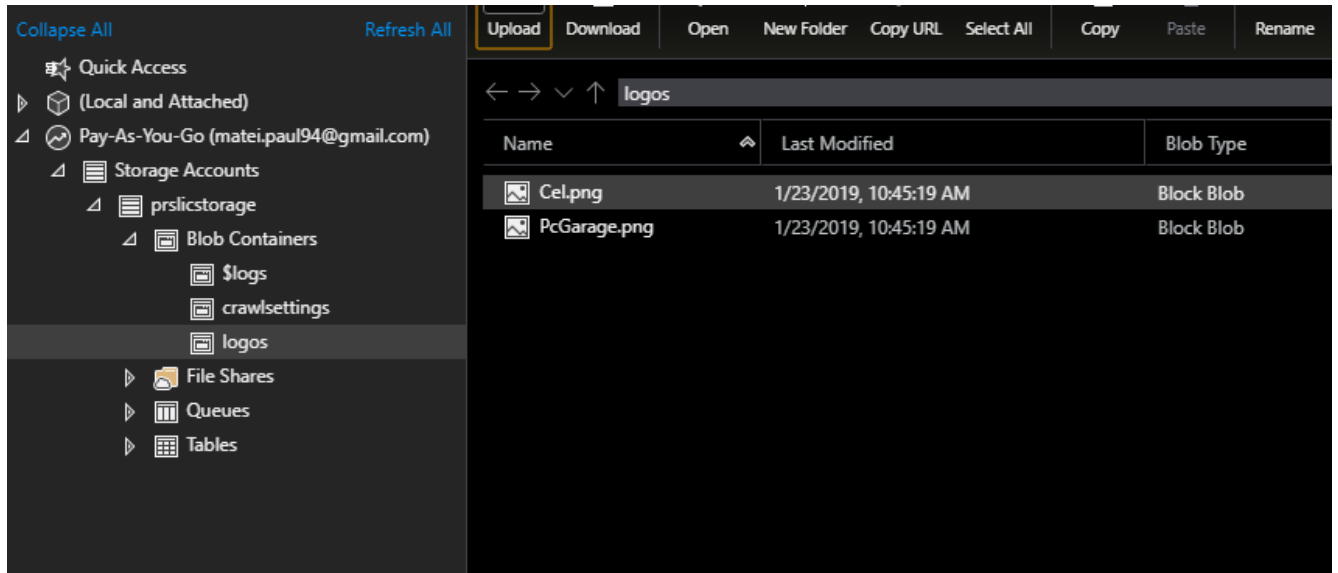 Collapse All Refresh All
Quick Access
(Local and Attached)
Pay-As-You-Go (matei.paul94@gmail.com)
Storage Accounts
prslicstorage
Blob Containers
$logs
crawlsettings
logos
File Shares
Queues
Tables
Upload Download Open New Folder Copy URL Select All Copy Paste Rename
logos
Name Last Modified Blob Type
Cel.png 1/23/2019, 10:45:19 AM Block Blob
PcGarage.png 1/23/2019, 10:45:19 AM Block Blob